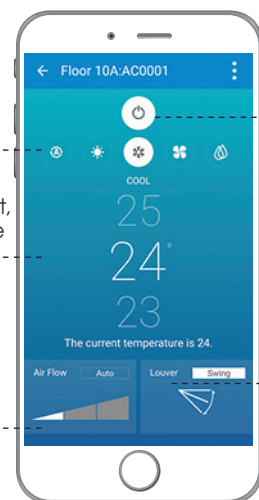 Floor 10A:AC0001
COOL
t,
e
25
24°
23
The current temperature is 24.
Air Flow Auto
Louver Swing